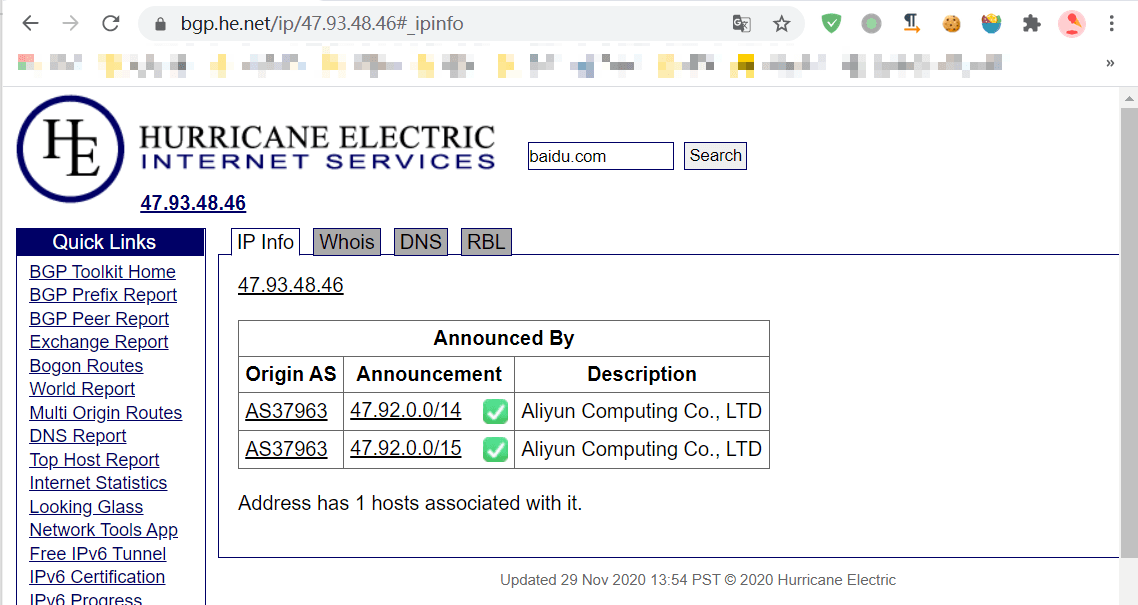 bgp.he.net/ip/47.93.48.46#_ipinfo
»
HE
HURRICANE ELECTRIC
INTERNET SERVICES
baidu.com
Search
47.93.48.46
Quick Links
BGP Toolkit Home
BGP Prefix Report
BGP Peer Report
Exchange Report
Bogon Routes
World Report
Multi Origin Routes
DNS Report
Top Host Report
Internet Statistics
Looking Glass
Network Tools App
Free IPv6 Tunnel
IPv6 Certification
IPv6 Progress
IP Info Whois DNS RBL
47.93.48.46
Announced By
Origin AS Announcement Description
AS37963 47.92.0.0/14 Aliyun Computing Co., LTD
AS37963 47.92.0.0/15 Aliyun Computing Co., LTD
Address has 1 hosts associated with it.
Updated 29 Nov 2020 13:54 PST © 2020 Hurricane Electric